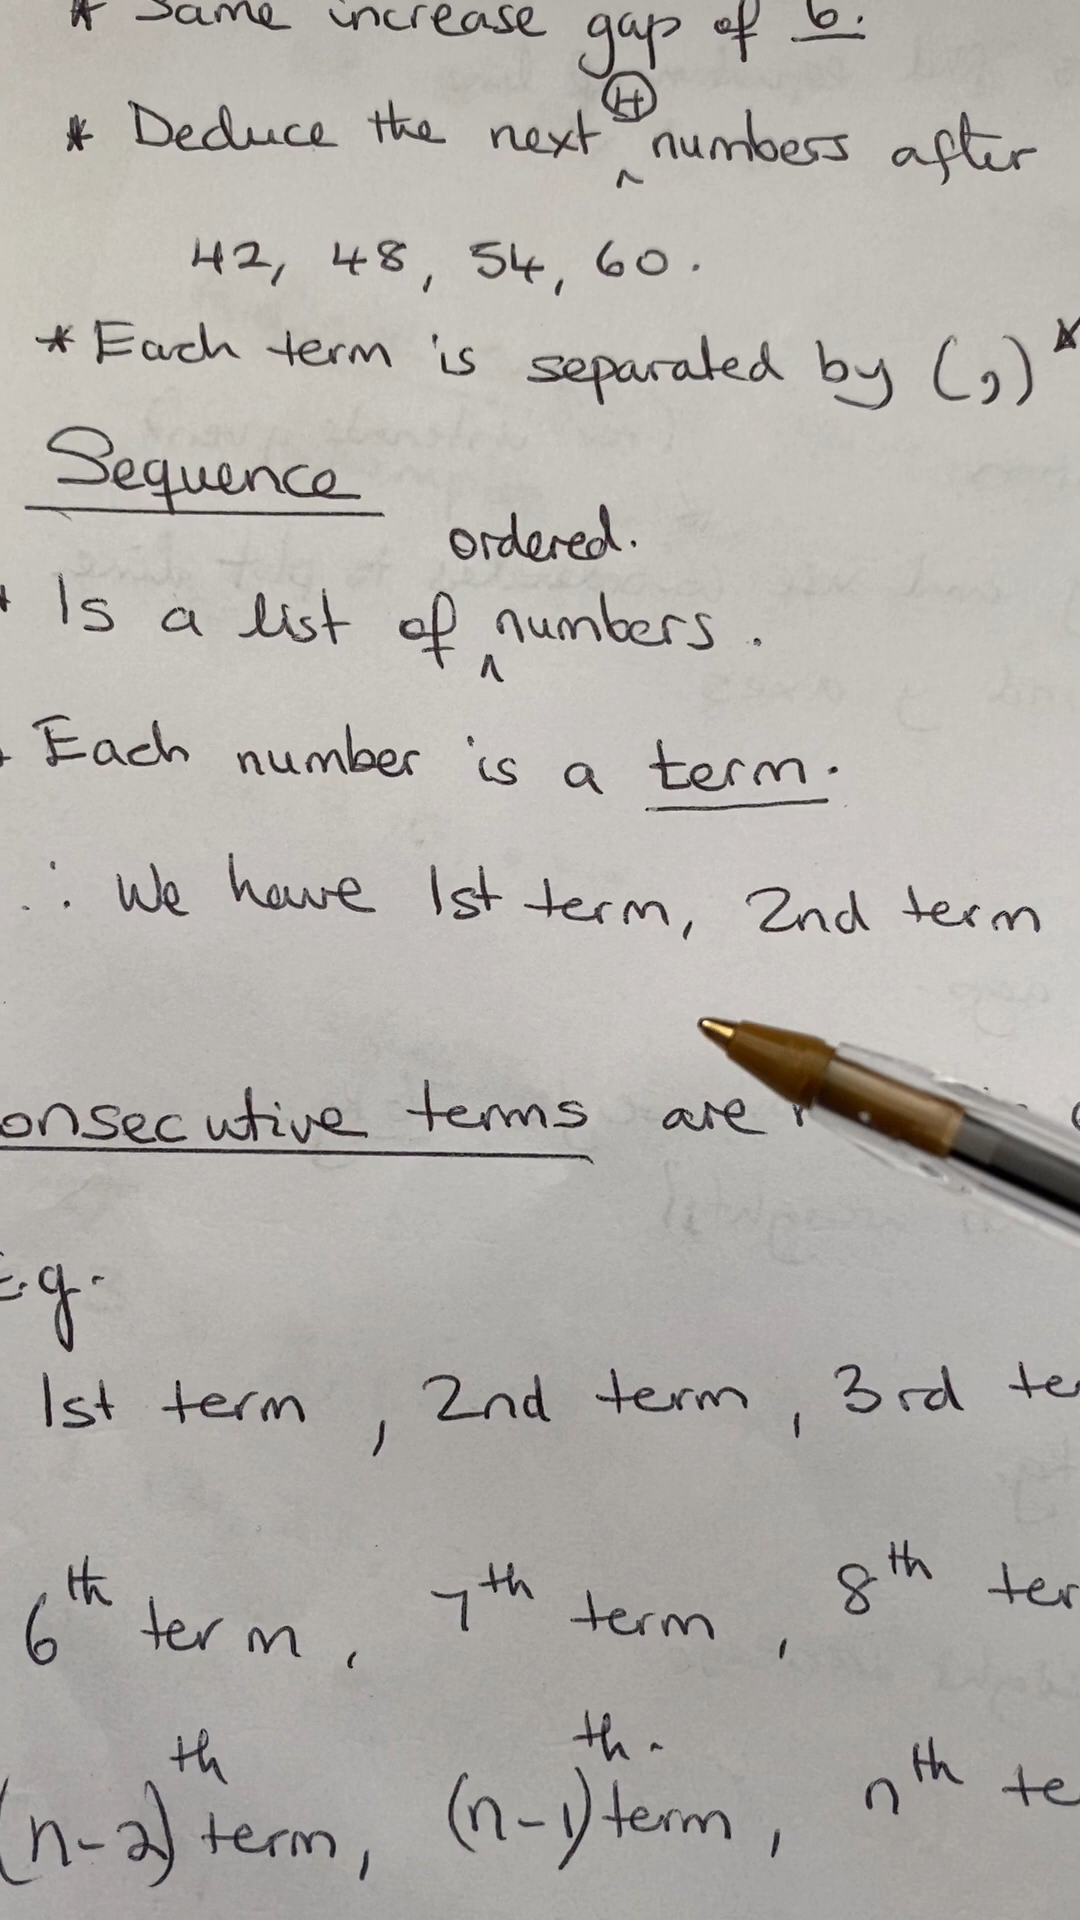 * Same increase gap of 6.
* Deduce the next ^ 4 numbers after
42, 48, 54, 60.
* Each term is separated by (,) *
Sequence
* Is a list of ^ ordered. numbers.
Each number is a term.
∴ We have 1st term, 2nd term
onsecutive terms are
E.g.
1st term, 2nd term, 3rd te
6th term, 7th term, 8th ter
(n-2)th term, (n-1)th term, nth te